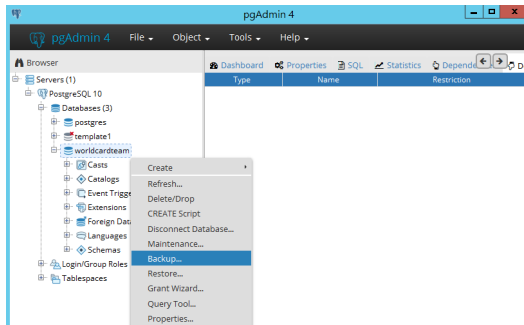 pgAdmin 4
pgAdmin 4 File Object Tools Help
Browser
Dashboard Properties SQL Statistics Depende D
Type Name Restriction
Servers (1)
PostgreSQL 10
Databases (3)
postgres
template1
worldcardteam
Casts
Catalogs
Event Trigge
Extensions
Foreign Dat
Languages
Schemas
Login/Group Roles
Tablespaces
Create
Refresh...
Delete/Drop
CREATE Script
Disconnect Database...
Maintenance...
Backup...
Restore...
Grant Wizard...
Query Tool...
Properties...